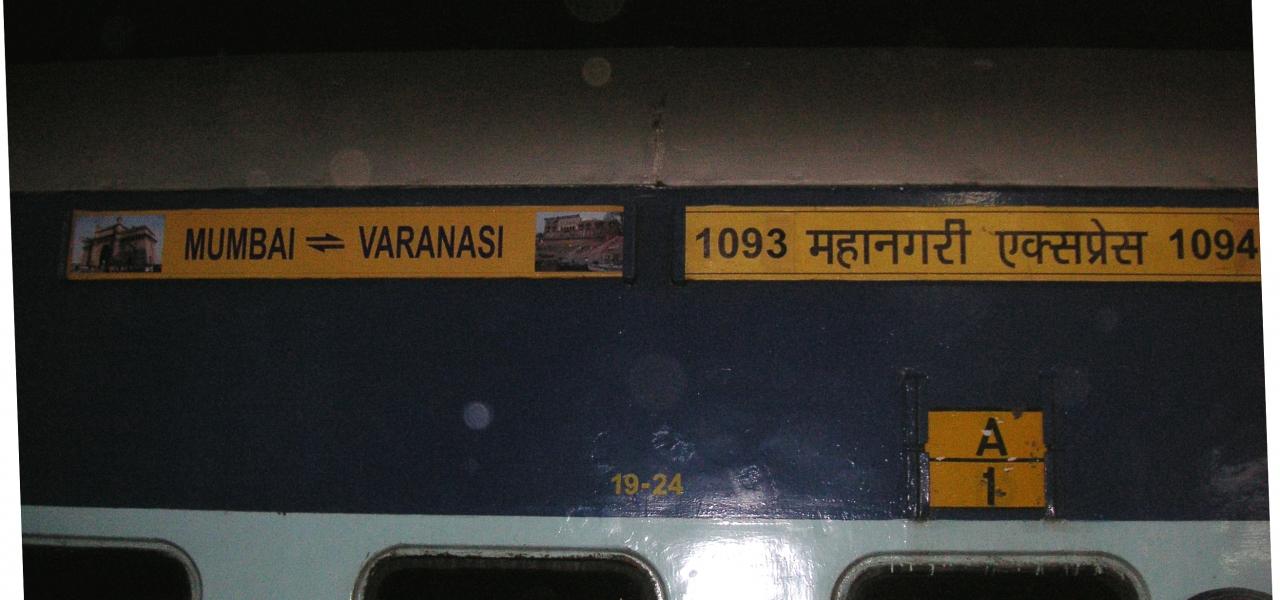 MUMBAI ⇌ VARANASI
1093 महानगरी एक्सप्रेस 1094
19-24
A
1